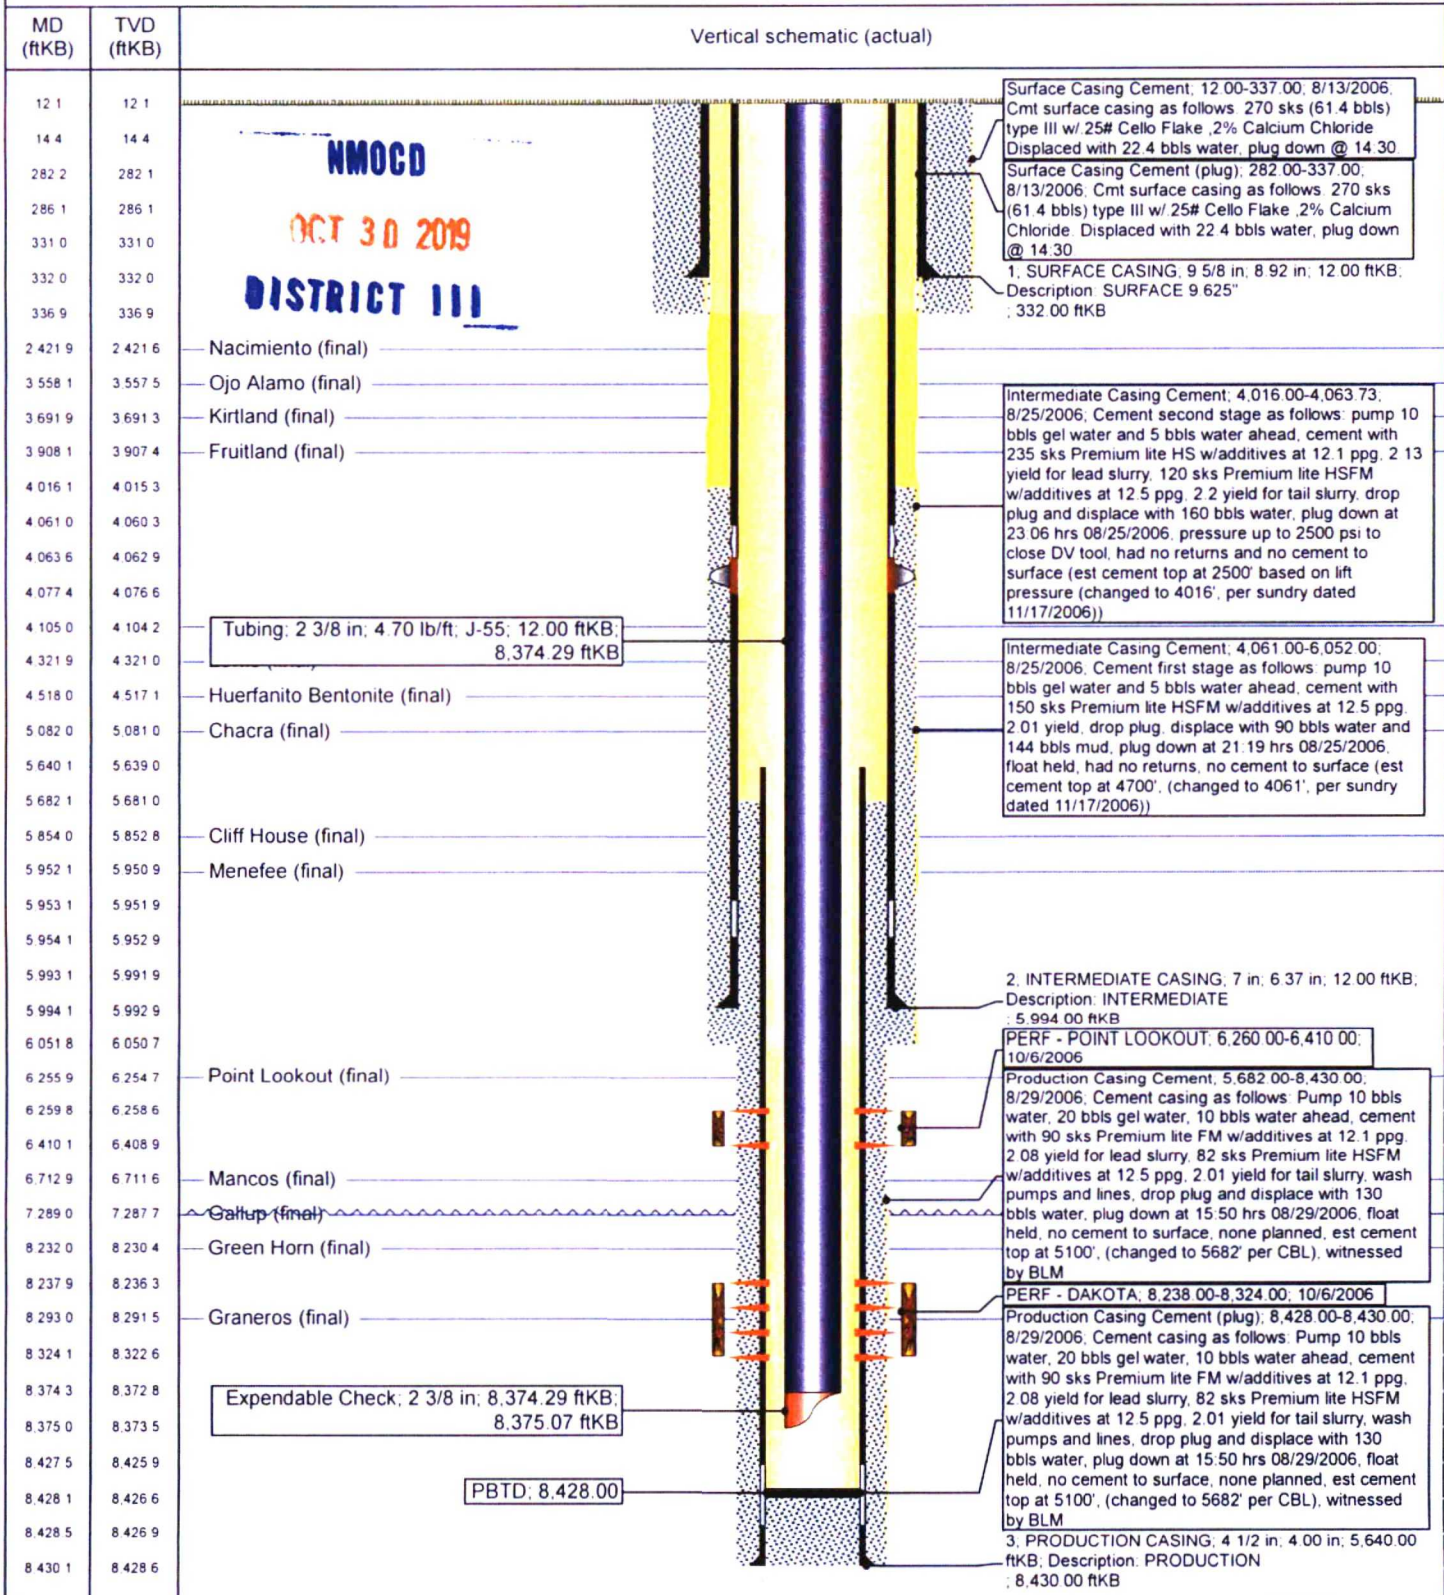 MD
(ftKB)
TVD
(ftKB)
Vertical schematic (actual)
12 1 12 1
14 4 14 4
282 2 282 1
286 1 286 1
331 0 331 0
332 0 332 0
336 9 336 9
2 421 9 2 421 6
3 558 1 3 557 5
3 691 9 3 691 3
3 908 1 3 907 4
4 016 1 4 015 3
4 061 0 4 060 3
4 063 6 4 062 9
4 077 4 4 076 6
4 105 0 4 104 2
4 321 9 4 321 0
4 518 0 4 517 1
5 082 0 5 081 0
5 640 1 5 639 0
5 682 1 5 681 0
5 854 0 5 852 8
5 952 1 5 950 9
5 953 1 5 951 9
5 954 1 5 952 9
5 993 1 5 991 9
5 994 1 5 992 9
6 051 8 6 050 7
6 255 9 6 254 7
6 259 8 6 258 6
6 410 1 6,408 9
6,712 9 6,711 6
7 289 0 7 287 7
8 232 0 8 230 4
8 237 9 8 236 3
8 293 0 8 291 5
8 324 1 8 322 6
8 374 3 8,372 8
8,375 0 8,373 5
8,427 5 8,425 9
8,428 1 8,426 6
8,428 5 8,426 9
8 430 1 8 428 6
NMOCD
OCT 30 2019
DISTRICT III
Nacimiento (final)
Ojo Alamo (final)
Kirtland (final)
Fruitland (final)
Tubing; 2 3/8 in; 4.70 lb/ft; J-55; 12.00 ftKB;
8,374.29 ftKB
Huerfanito Bentonite (final)
Chacra (final)
Cliff House (final)
Menefee (final)
Point Lookout (final)
Mancos (final)
Gallup (final)
Green Horn (final)
Graneros (final)
Expendable Check; 2 3/8 in; 8,374.29 ftKB;
8,375.07 ftKB
PBTD; 8,428.00
Surface Casing Cement; 12.00-337.00; 8/13/2006,
Cmt surface casing as follows. 270 sks (61.4 bbls)
type III w/.25# Cello Flake ,2% Calcium Chloride
Displaced with 22.4 bbls water, plug down @ 14:30
Surface Casing Cement (plug); 282.00-337.00;
8/13/2006; Cmt surface casing as follows. 270 sks
(61.4 bbls) type III w/.25# Cello Flake ,2% Calcium
Chloride. Displaced with 22.4 bbls water, plug down
@ 14:30
1, SURFACE CASING; 9 5/8 in; 8 92 in; 12.00 ftKB;
Description: SURFACE 9.625"
; 332.00 ftKB
Intermediate Casing Cement; 4,016.00-4,063.73;
8/25/2006; Cement second stage as follows: pump 10
bbls gel water and 5 bbls water ahead, cement with
235 sks Premium lite HS w/additives at 12.1 ppg, 2 13
yield for lead slurry, 120 sks Premium lite HSFM
w/additives at 12.5 ppg, 2.2 yield for tail slurry, drop
plug and displace with 160 bbls water, plug down at
23:06 hrs 08/25/2006, pressure up to 2500 psi to
close DV tool, had no returns and no cement to
surface (est cement top at 2500' based on lift
pressure (changed to 4016', per sundry dated
11/17/2006))
Intermediate Casing Cement; 4,061.00-6,052.00;
8/25/2006, Cement first stage as follows: pump 10
bbls gel water and 5 bbls water ahead, cement with
150 sks Premium lite HSFM w/additives at 12.5 ppg,
2.01 yield, drop plug, displace with 90 bbls water and
144 bbls mud, plug down at 21:19 hrs 08/25/2006,
float held, had no returns, no cement to surface (est
cement top at 4700', (changed to 4061', per sundry
dated 11/17/2006))
2, INTERMEDIATE CASING; 7 in; 6.37 in; 12.00 ftKB;
Description: INTERMEDIATE
; 5,994.00 ftKB
PERF - POINT LOOKOUT; 6,260.00-6,410 00;
10/6/2006
Production Casing Cement, 5,682.00-8,430.00;
8/29/2006; Cement casing as follows: Pump 10 bbls
water, 20 bbls gel water, 10 bbls water ahead, cement
with 90 sks Premium lite FM w/additives at 12.1 ppg,
2.08 yield for lead slurry, 82 sks Premium lite HSFM
w/additives at 12.5 ppg, 2.01 yield for tail slurry, wash
pumps and lines, drop plug and displace with 130
bbls water, plug down at 15:50 hrs 08/29/2006, float
held, no cement to surface, none planned, est cement
top at 5100', (changed to 5682' per CBL), witnessed
by BLM
PERF - DAKOTA; 8,238.00-8,324.00; 10/6/2006
Production Casing Cement (plug); 8,428.00-8,430.00;
8/29/2006; Cement casing as follows: Pump 10 bbls
water, 20 bbls gel water, 10 bbls water ahead, cement
with 90 sks Premium lite FM w/additives at 12.1 ppg,
2.08 yield for lead slurry, 82 sks Premium lite HSFM
w/additives at 12.5 ppg, 2.01 yield for tail slurry, wash
pumps and lines, drop plug and displace with 130
bbls water, plug down at 15:50 hrs 08/29/2006, float
held, no cement to surface, none planned, est cement
top at 5100', (changed to 5682' per CBL), witnessed
by BLM
3, PRODUCTION CASING; 4 1/2 in; 4.00 in; 5,640.00
ftKB; Description: PRODUCTION
; 8,430.00 ftKB